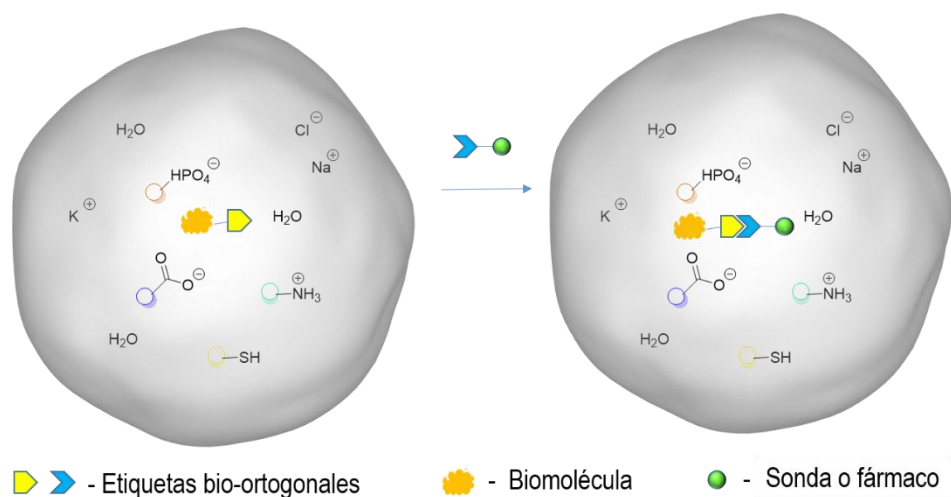 H₂O
Cl⊖
Na⊕
HPO₄⊖
K⊕
H₂O
O
O⊖
⊕
NH₃
H₂O
SH
H₂O
Cl⊖
Na⊕
HPO₄⊖
K⊕
H₂O
O
O⊖
⊕
NH₃
H₂O
SH
- Etiquetas bio-ortogonales
- Biomolécula
- Sonda o fármaco